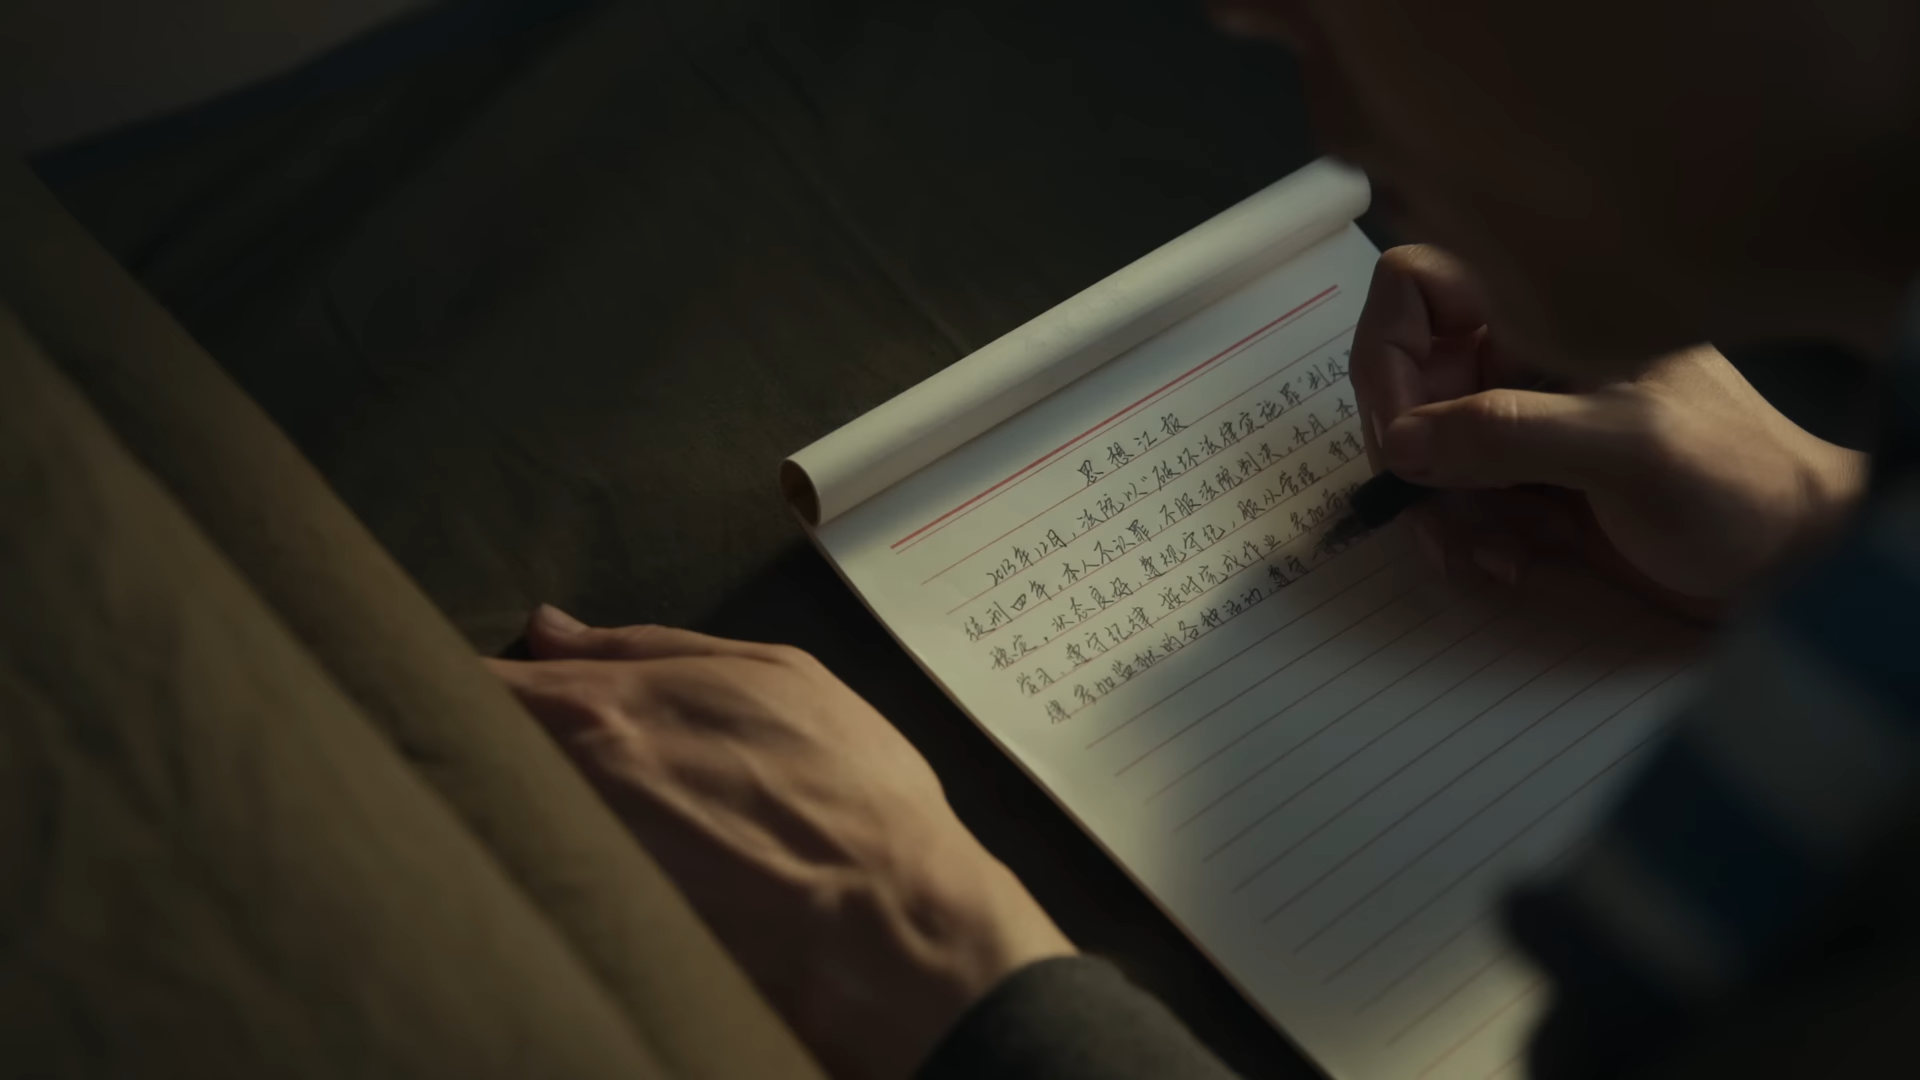 思想汇报
2013年12月,法院以“破坏法律实施罪”判处
徒刑四年。本人不认罪,不服法院判决。本月,本
稳定。状态良好,遵规守纪,服从管理,
学习,遵守纪律,按时完成作业,参加劳
参加监狱的各种活动,遵守